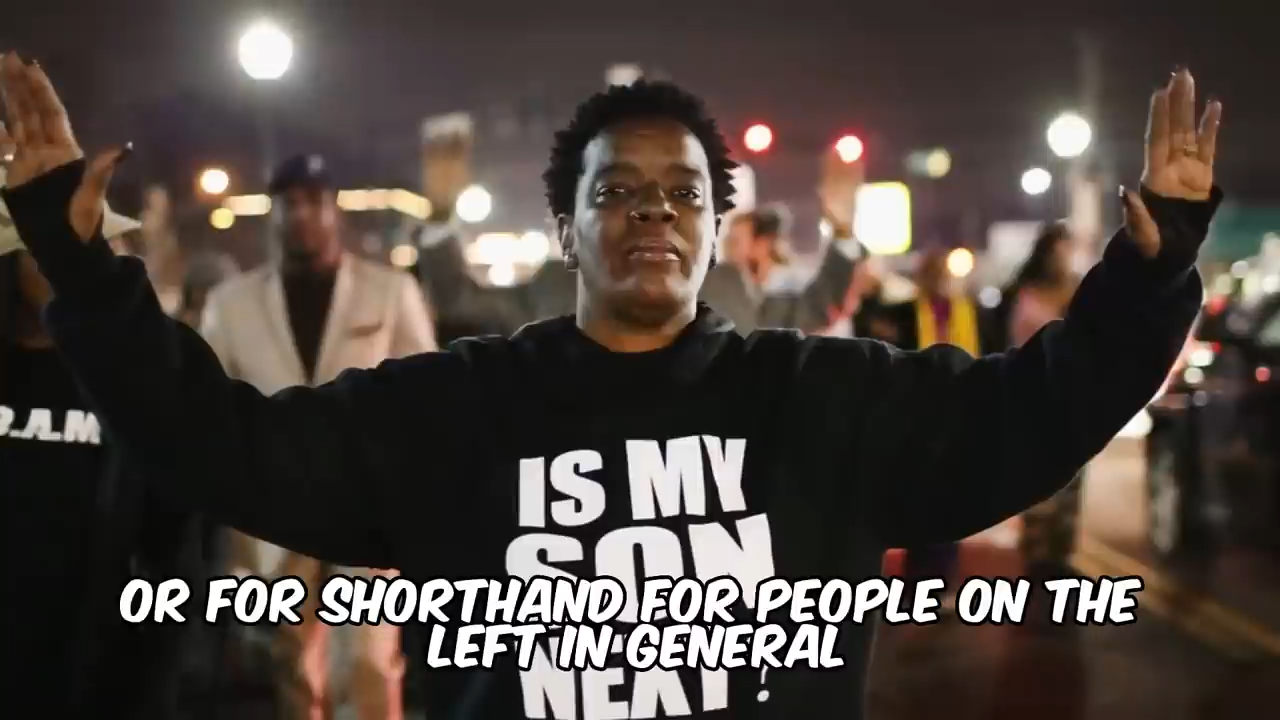 B.A.M
IS MY
SON
NEXT?
OR FOR SHORTHAND FOR PEOPLE ON THE
LEFT IN GENERAL